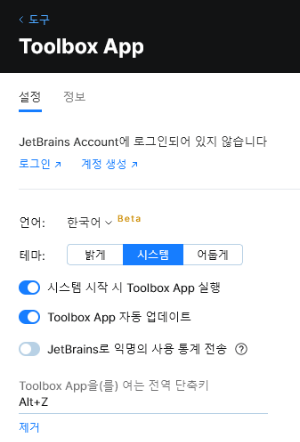 도구
Toolbox App
설정 정보
JetBrains Account에 로그인되어 있지 않습니다
로그인 ↗ 계정 생성 ↗
언어: 한국어 Beta
테마: 밝게 시스템 어둡게
시스템 시작 시 Toolbox App 실행
Toolbox App 자동 업데이트
JetBrains로 익명의 사용 통계 전송 ?
Toolbox App을(를) 여는 전역 단축키
Alt+Z
제거